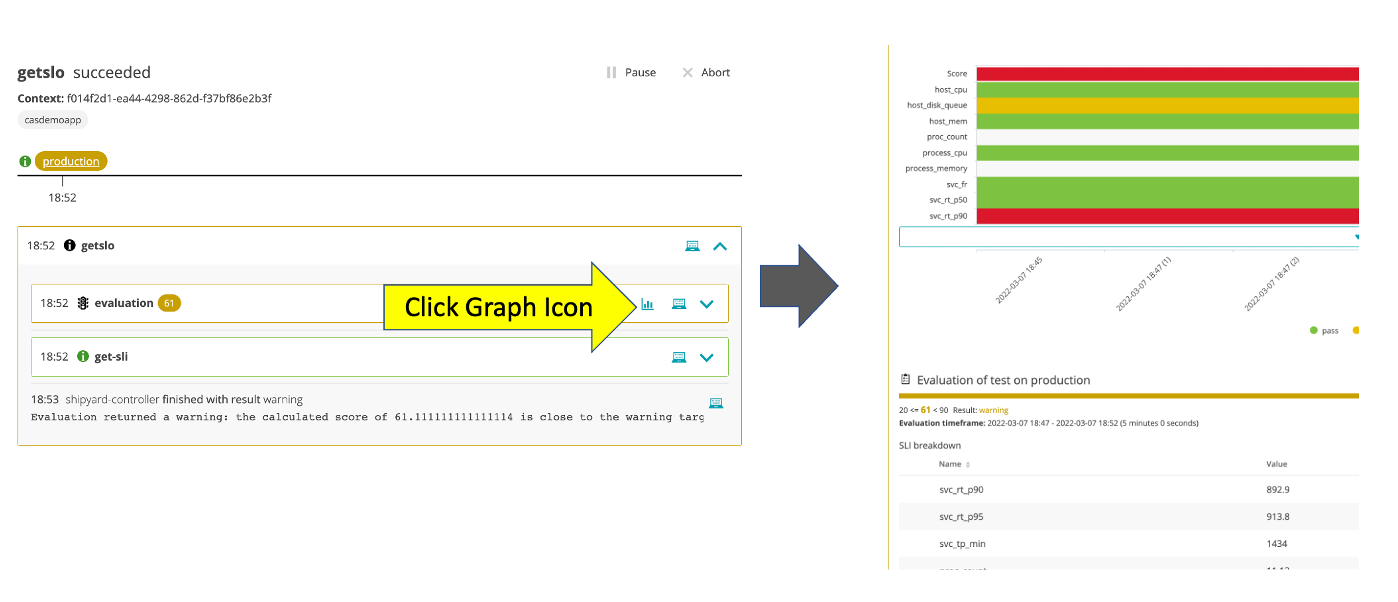 getslo succeeded
Pause
Abort
Context: f014f2d1-ea44-4298-862d-f37bf86e2b3f
casdemoapp
production
18:52
18:52 getslo
18:52 evaluation 61
Click Graph Icon
18:52 get-sli
18:53 shipyard-controller finished with result warning
Evaluation returned a warning: the calculated score of 61.111111111111114 is close to the warning targ
Score
host_cpu
host_disk_queue
host_mem
proc_count
process_cpu
process_memory
svc_fr
svc_rt_p50
svc_rt_p90
2022-03-07 18:45
2022-03-07 18:47 (1)
2022-03-07 18:47 (2)
pass
Evaluation of test on production
20 <= 61 < 90 Result: warning
Evaluation timeframe: 2022-03-07 18:47 - 2022-03-07 18:52 (5 minutes 0 seconds)
SLI breakdown
Name Value
svc_rt_p90 892.9
svc_rt_p95 913.8
svc_tp_min 1434